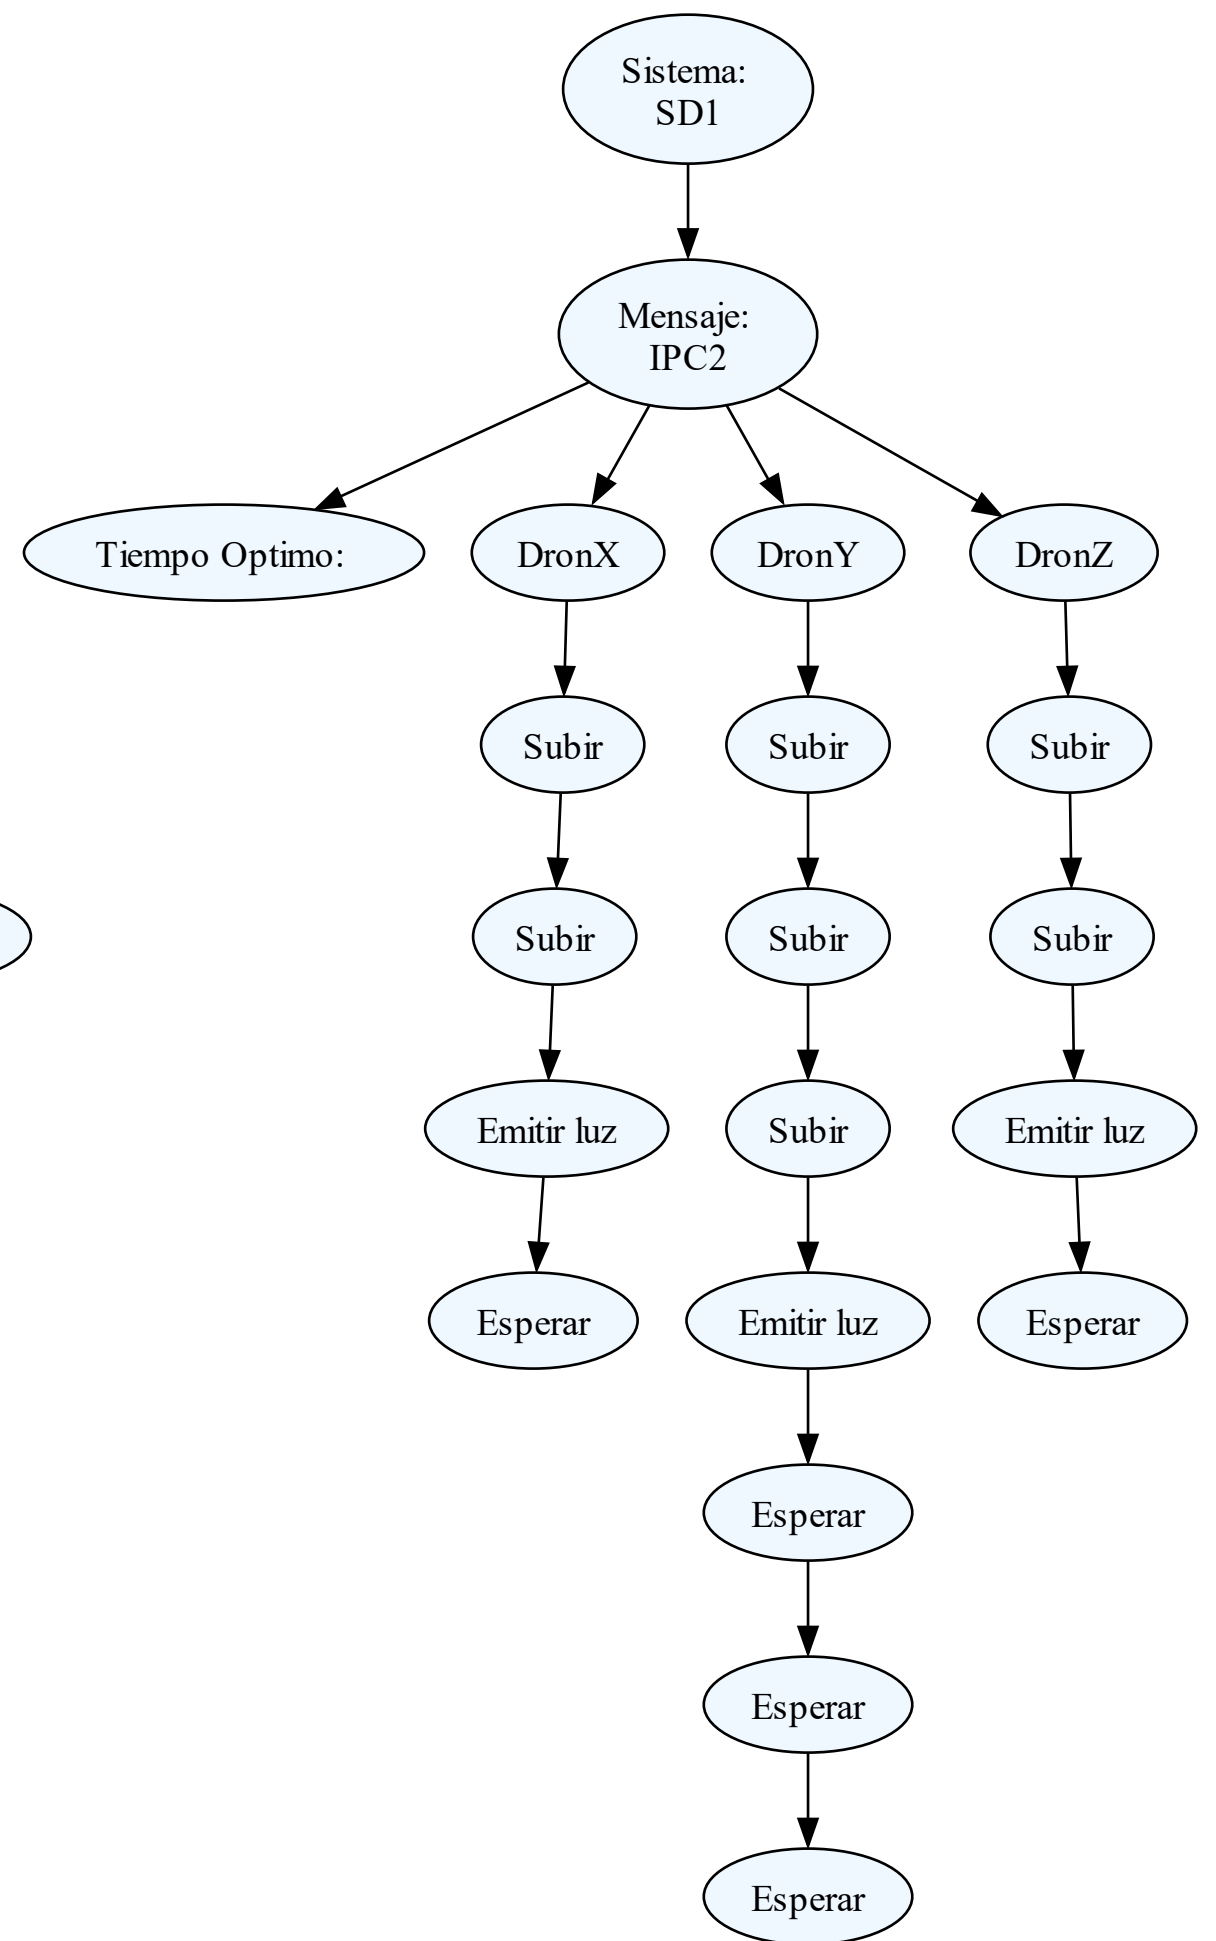 Sistema:
SD1
Mensaje:
IPC2
Tiempo Optimo:
DronX
DronY
DronZ
Subir
Subir
Subir
Subir
Subir
Subir
Emitir luz
Subir
Emitir luz
Esperar
Emitir luz
Esperar
Esperar
Esperar
Esperar